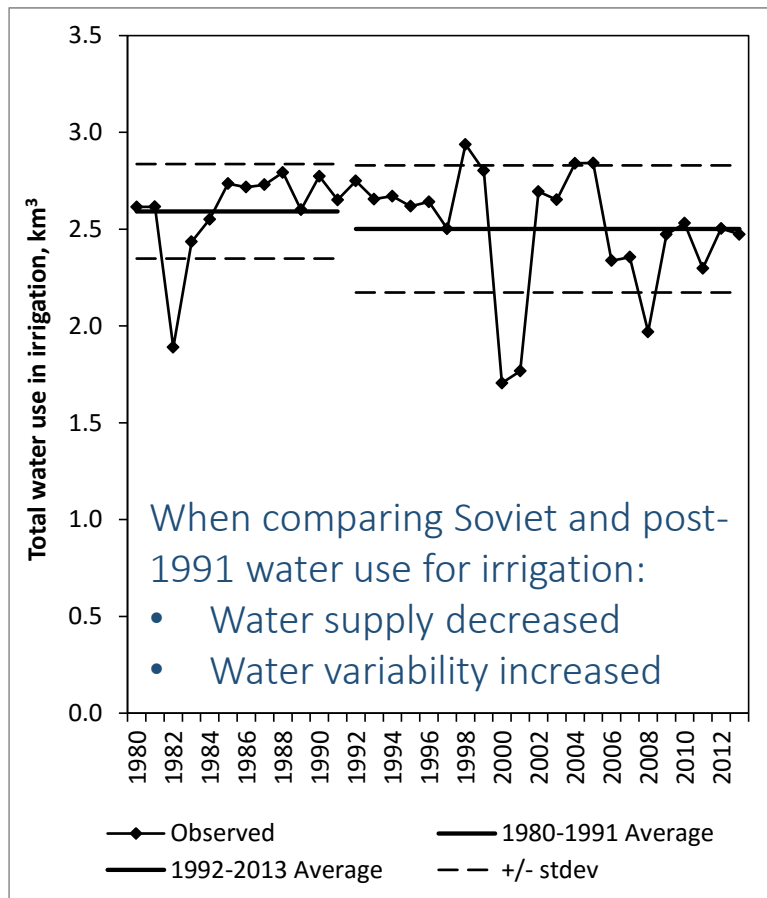 3.5
3.0
2.5
2.0
1.5
1.0
0.5
0.0
Total water use in irrigation, km³
When comparing Soviet and post-
1991 water use for irrigation:
• Water supply decreased
• Water variability increased
1980 1982 1984 1986 1988 1990 1992 1994 1996 1998 2000 2002 2004 2006 2008 2010 2012
Observed 1980-1991 Average
1992-2013 Average +/- stdev